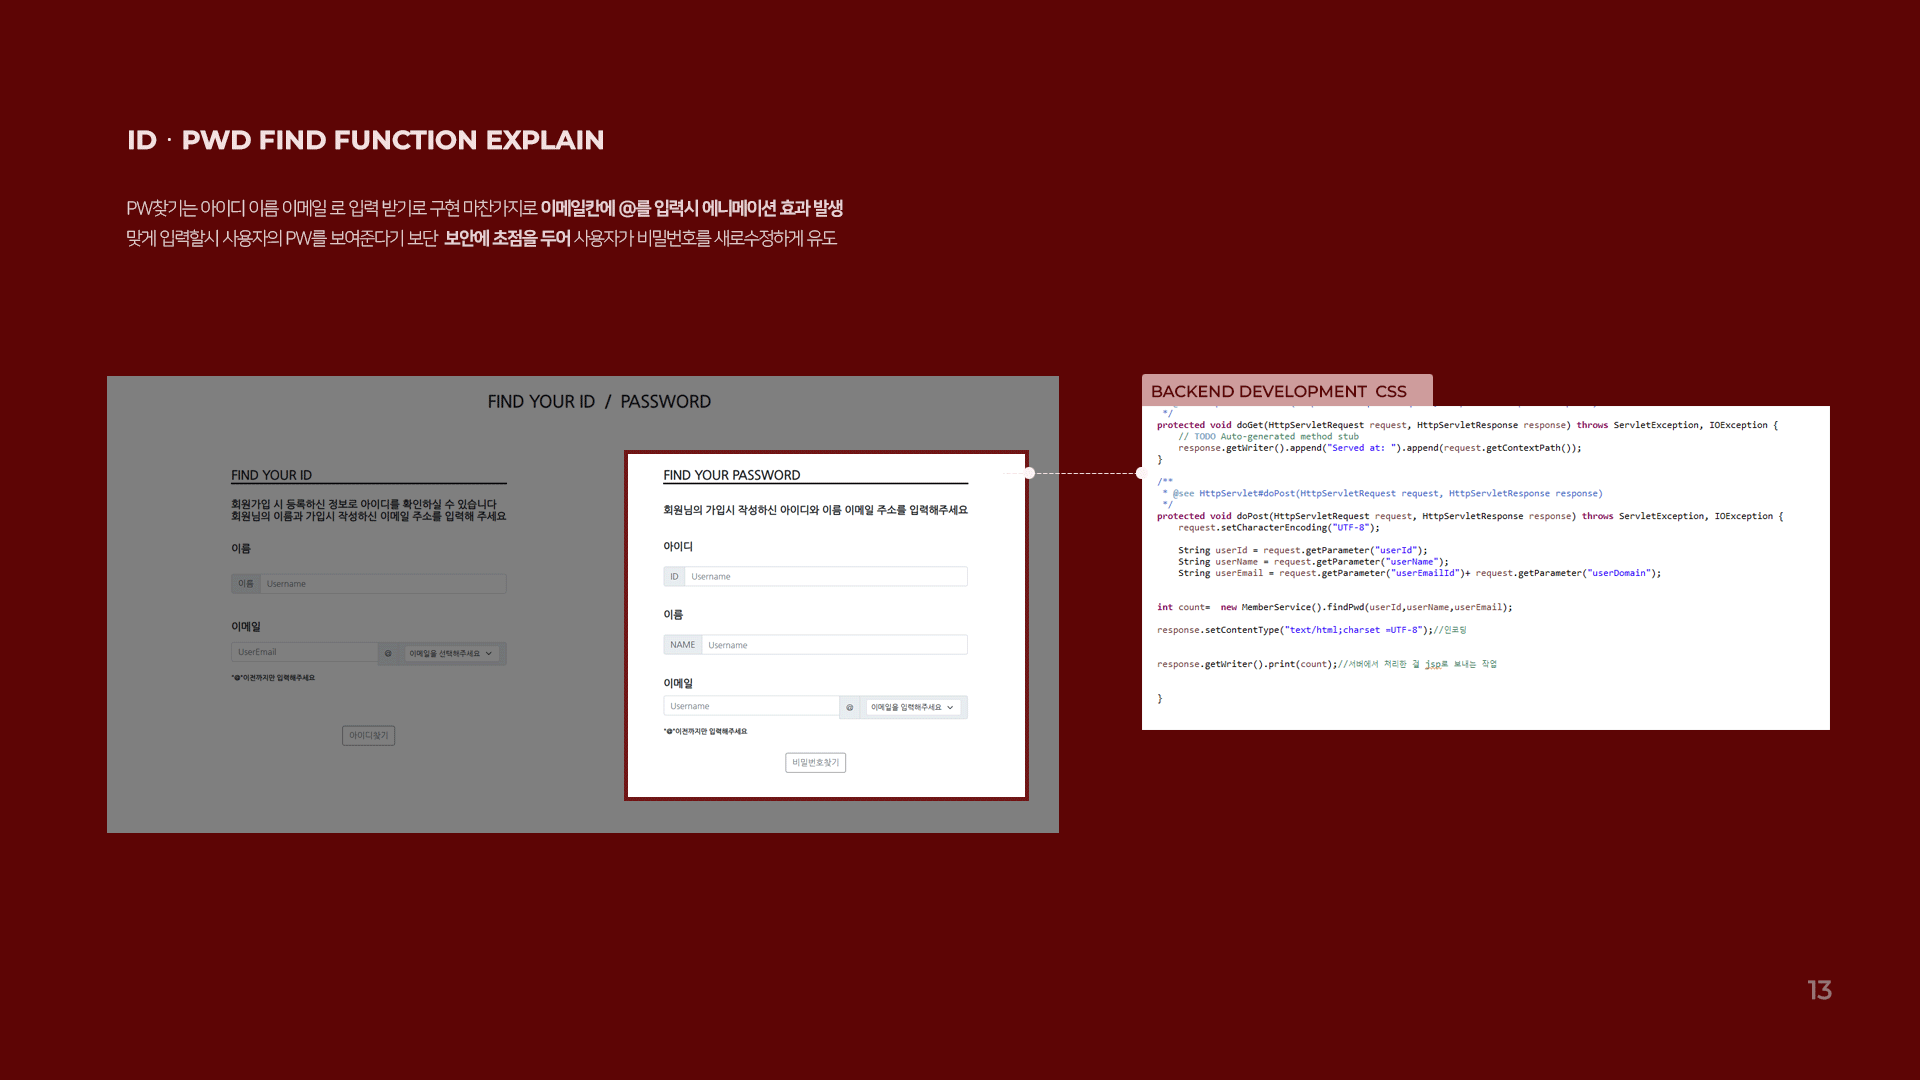 ID · PWD FIND FUNCTION EXPLAIN
PW찾기는 아이디 이름 이메일 로 입력 받기로 구현 마찬가지로 이메일칸에 @를 입력시 에니메이션 효과 발생
맞게 입력할시 사용자의 PW를 보여준다기 보단 보안에 초점을 두어 사용자가 비밀번호를 새로수정하게 유도
FIND YOUR ID / PASSWORD
FIND YOUR ID
회원가입 시 등록하신 정보로 아이디를 확인하실 수 있습니다
회원님의 이름과 가입시 작성하신 이메일 주소를 입력해 주세요
이름
이름 Username
이메일
UserEmail @ 이메일을 선택해주세요
"@"이전까지만 입력해주세요
아이디찾기
FIND YOUR PASSWORD
회원님의 가입시 작성하신 아이디와 이름 이메일 주소를 입력해주세요
아이디
ID Username
이름
NAME Username
이메일
Username @ 이메일을 입력해주세요
"@"이전까지만 입력해주세요
비밀번호찾기
BACKEND DEVELOPMENT CSS
*/
protected void doGet(HttpServletRequest request, HttpServletResponse response) throws ServletException, IOException {
// TODO Auto-generated method stub
response.getWriter().append("Served at: ").append(request.getContextPath());
}
/**
* @see HttpServlet#doPost(HttpServletRequest request, HttpServletResponse response)
*/
protected void doPost(HttpServletRequest request, HttpServletResponse response) throws ServletException, IOException {
request.setCharacterEncoding("UTF-8");
String userId = request.getParameter("userId");
String userName = request.getParameter("userName");
String userEmail = request.getParameter("userEmailId")+ request.getParameter("userDomain");
int count= new MemberService().findPwd(userId,userName,userEmail);
response.setContentType("text/html;charset =UTF-8");//인코딩
response.getWriter().print(count);//서버에서 처리한 걸 jsp로 보내는 작업
}
13